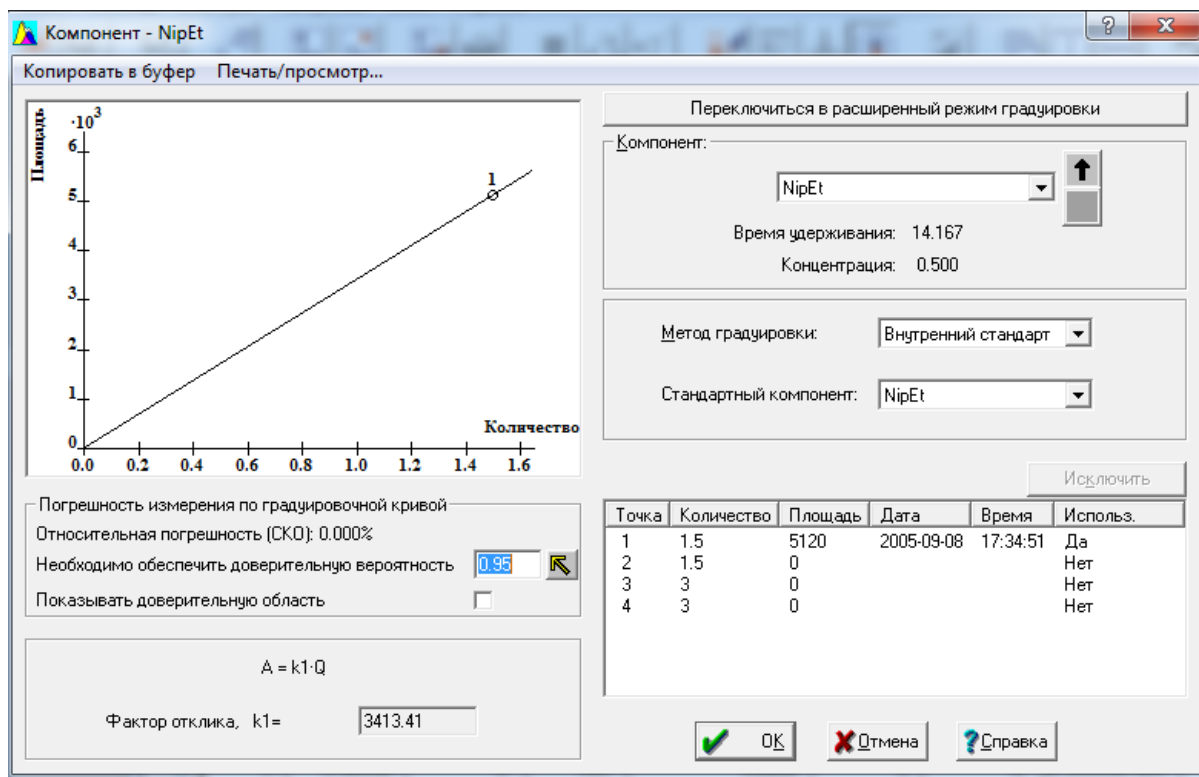 Компонент - NipEt
Копировать в буфер Печать/просмотр...
Площадь
·10³
6
5
4
3
2
1
0
1
Количество
0.0 0.2 0.4 0.6 0.8 1.0 1.2 1.4 1.6
Погрешность измерения по градуировочной кривой
Относительная погрешность (СКО): 0.000%
Необходимо обеспечить доверительную вероятность 0.95
Показывать доверительную область
A = k1·Q
Фактор отклика, k1= 3413.41
Переключиться в расширенный режим градуировки
Компонент:
NipEt
Время удерживания: 14.167
Концентрация: 0.500
Метод градуировки: Внутренний стандарт
Стандартный компонент: NipEt
Исключить
Точка Количество Площадь Дата Время Использ.
1 1.5 5120 2005-09-08 17:34:51 Да
2 1.5 0 Нет
3 3 0 Нет
4 3 0 Нет
OK Отмена ?Справка